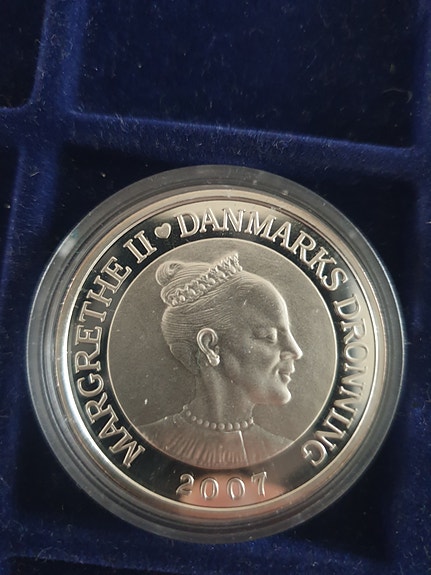 MARGRETHE II ♥ DANMARKS DRONNING
2007